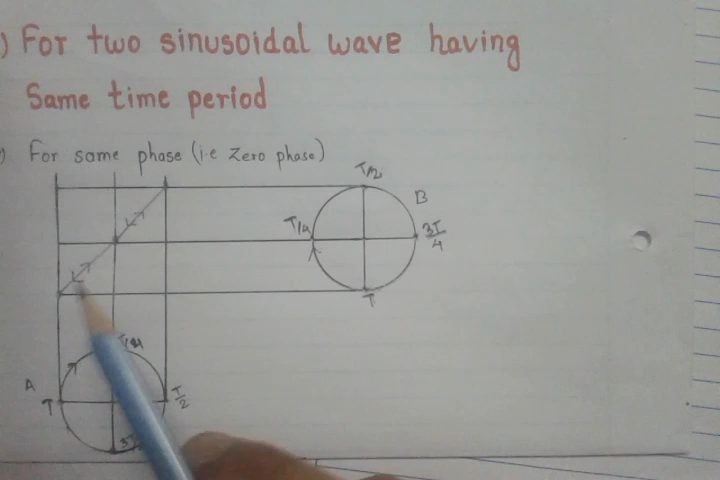 ) For two sinusoidal wave having
Same time period
) For same phase (i.e Zero phase)
T/2
B
T/4
3T/4
T
T/4
A
T
T/2